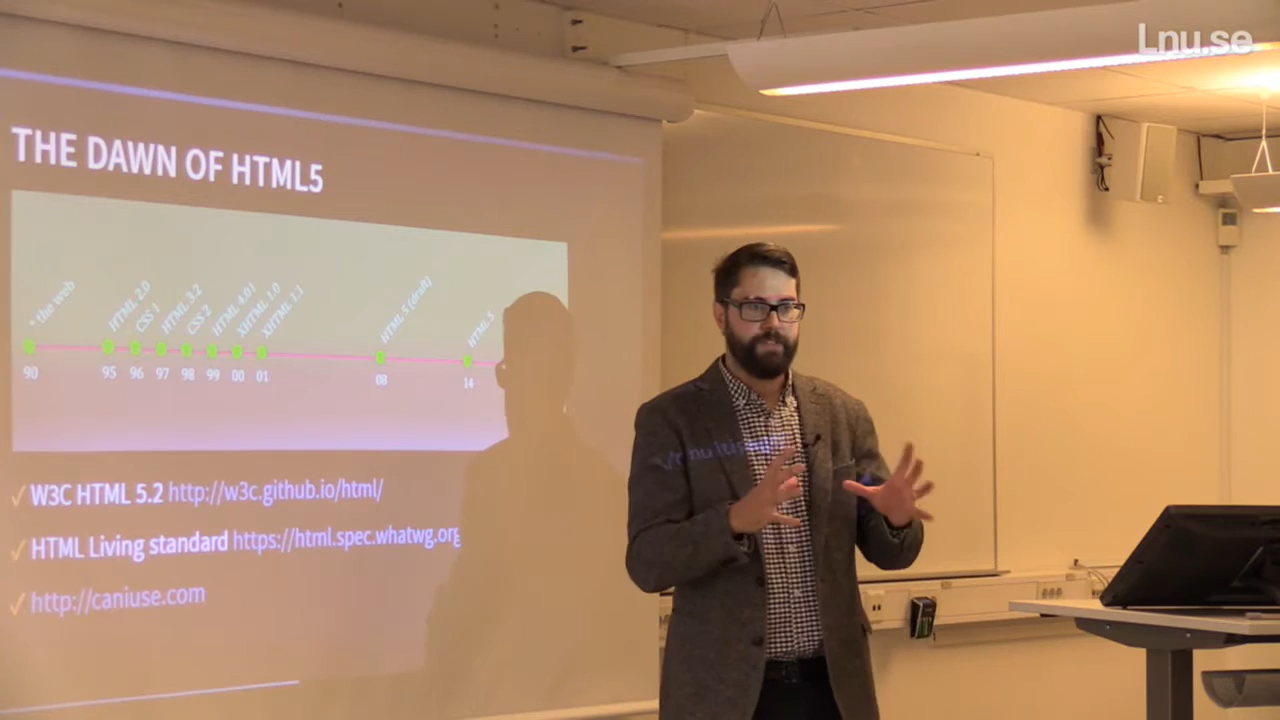 Lnu.se
THE DAWN OF HTML5
* the web
HTML 2.0
CSS 1
HTML 3.2
CSS 2
HTML 4.01
XHTML 1.0
XHTML 1.1
HTML 5 (draft)
HTML 5
90 95 96 97 98 99 00 01 08 14
✓ W3C HTML 5.2 http://w3c.github.io/html/
✓ HTML Living standard https://html.spec.whatwg.org
✓ http://caniuse.com